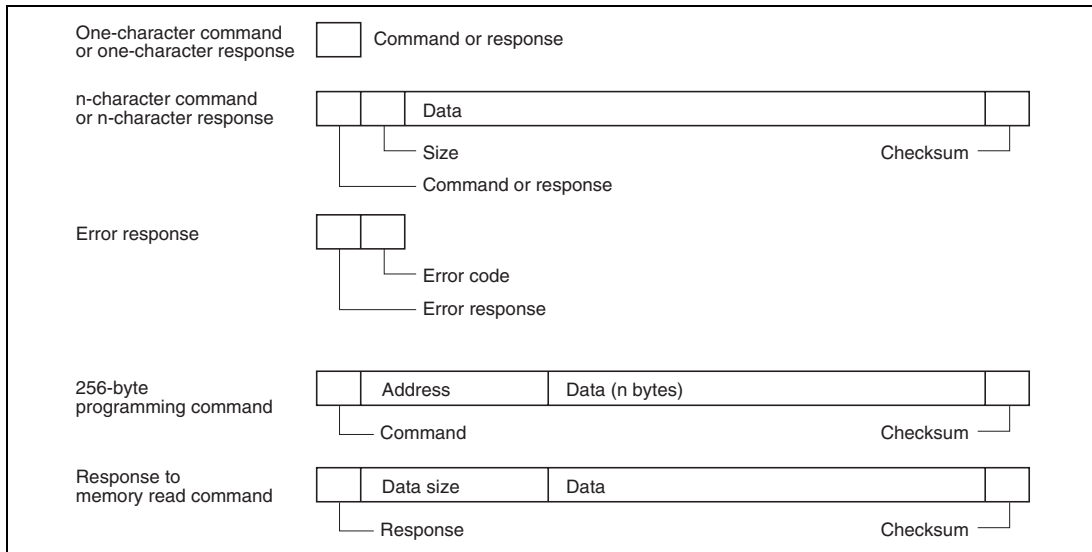 One-character command
or one-character response
Command or response
n-character command
or n-character response
Data
Size
Checksum
Command or response
Error response
Error code
Error response
256-byte
programming command
Address
Data (n bytes)
Command
Checksum
Response to
memory read command
Data size
Data
Response
Checksum